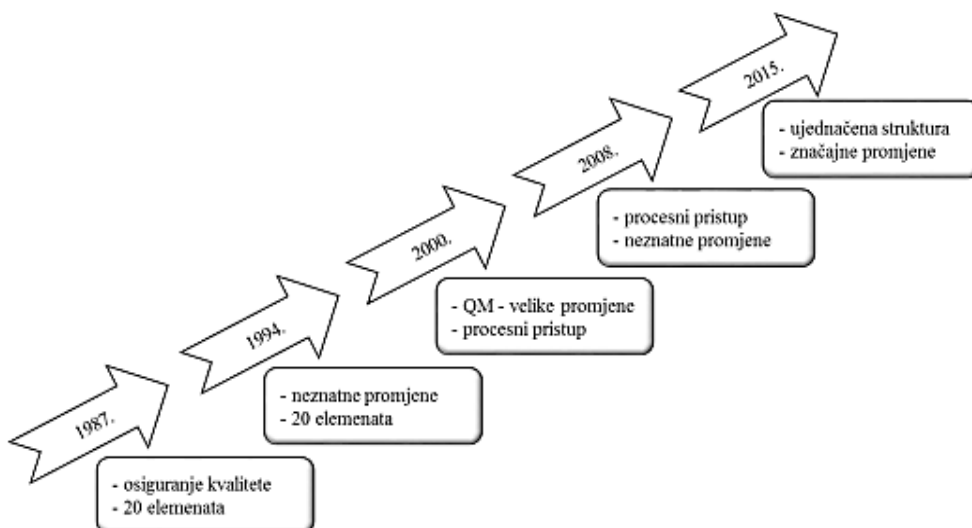 2015.
- ujednačena struktura
- značajne promjene
2008.
- procesni pristup
- neznatne promjene
2000.
- QM - velike promjene
- procesni pristup
1994.
- neznatne promjene
- 20 elemenata
1987.
- osiguranje kvalitete
- 20 elemenata